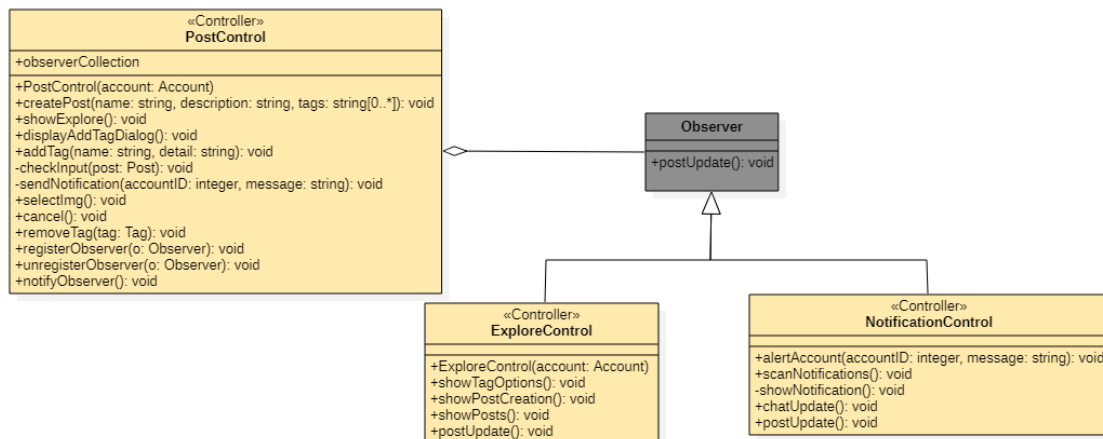 «Controller»
PostControl
+observerCollection
+PostControl(account: Account)
+createPost(name: string, description: string, tags: string[0..*]): void
+showExplore(): void
+displayAddTagDialog(): void
+addTag(name: string, detail: string): void
-checkInput(post: Post): void
-sendNotification(accountID: integer, message: string): void
+selectImg(): void
+cancel(): void
+removeTag(tag: Tag): void
+registerObserver(o: Observer): void
+unregisterObserver(o: Observer): void
+notifyObserver(): void
Observer
+postUpdate(): void
«Controller»
ExploreControl
+ExploreControl(account: Account)
+showTagOptions(): void
+showPostCreation(): void
+showPosts(): void
+postUpdate(): void
«Controller»
NotificationControl
+alertAccount(accountID: integer, message: string): void
+scanNotifications(): void
-showNotification(): void
+chatUpdate(): void
+postUpdate(): void